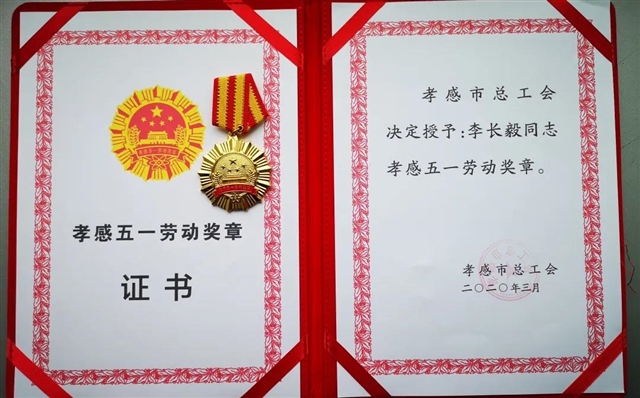 孝感五一劳动奖章
证书
孝感市总工会
决定授予:李长毅同志
孝感五一劳动奖章。
孝感市总工会
二〇二〇年三月